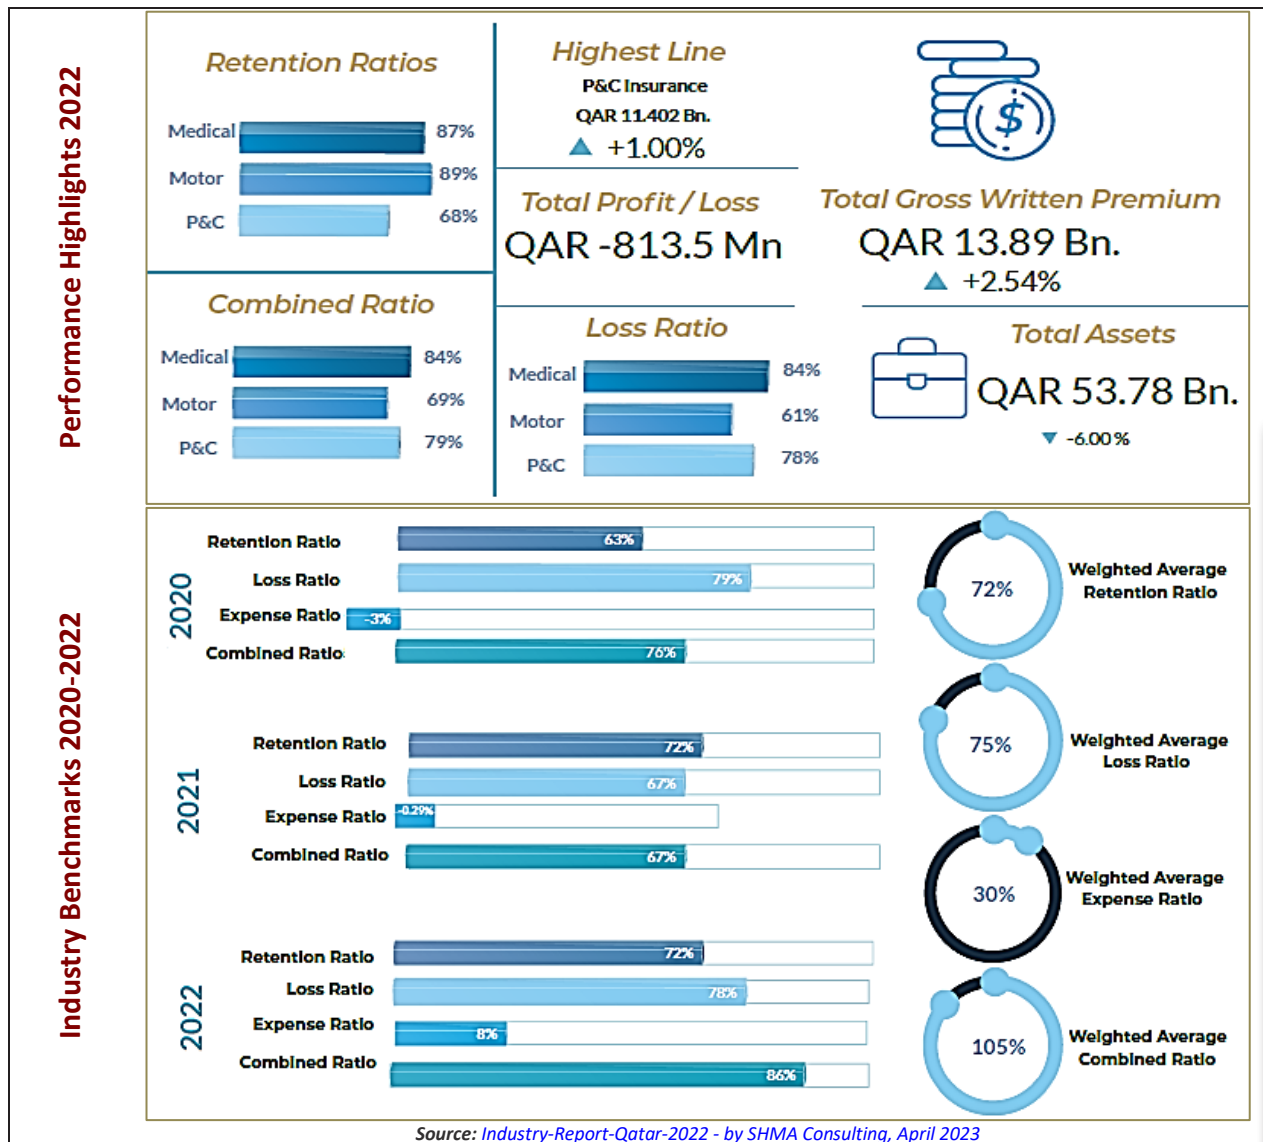 Performance Highlights 2022
Retention Ratios
Medical 87%
Motor 89%
P&C 68%
Combined Ratio
Medical 84%
Motor 69%
P&C 79%
Highest Line
P&C Insurance
QAR 11.402 Bn.
+1.00%
Total Profit / Loss
QAR -813.5 Mn
Loss Ratio
Medical 84%
Motor 61%
P&C 78%
$
Total Gross Written Premium
QAR 13.89 Bn.
+2.54%
Total Assets
QAR 53.78 Bn.
-6.00 %
Industry Benchmarks 2020-2022
2020
Retention Ratio 63%
Loss Ratio 79%
Expense Ratio -3%
Combined Ratio: 76%
2021
Retention Ratio 72%
Loss Ratio 67%
Expense Ratio -0.29%
Combined Ratio 67%
2022
Retention Ratio 72%
Loss Ratio 78%
Expense Ratio 8%
Combined Ratio 86%
72%
Weighted Average
Retention Ratio
75%
Weighted Average
Loss Ratio
30%
Weighted Average
Expense Ratio
105%
Weighted Average
Combined Ratio
Source: Industry-Report-Qatar-2022 - by SHMA Consulting, April 2023